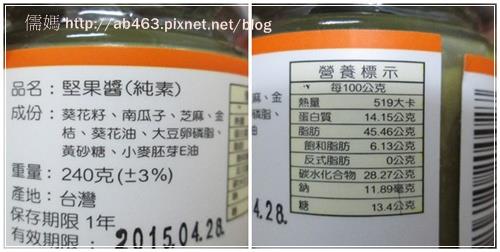 儒媽 http://ab463.pixnet.net/blog
品名：堅果醬(純素)
成份：葵花籽、南瓜子、芝麻、金
桔、葵花油、大豆卵磷脂、
黃砂糖、小麥胚芽E油
重量：240克(±3%)
產地：台灣
保存期限 1年
有效期限：2015.04.28.
營養標示
每100公克
熱量 519大卡
蛋白質 14.15公克
脂肪 45.46公克
飽和脂肪 6.13公克
反式脂肪 0公克
碳水化合物 28.27公克
鈉 11.89毫克
糖 13.4公克
麻、金
脂、
4.28.